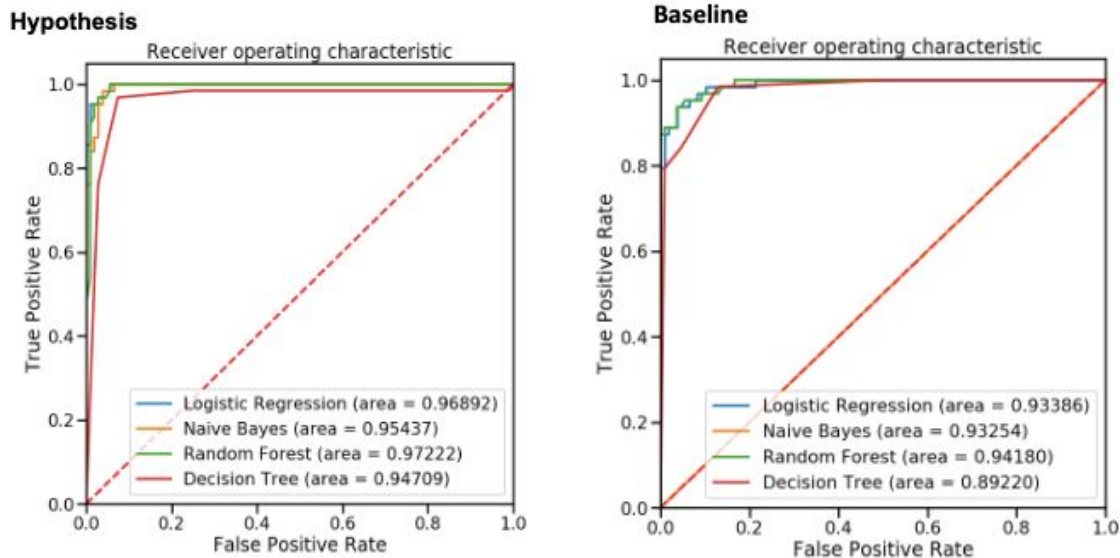 Hypothesis
Receiver operating characteristic
1.0
0.8
0.6
0.4
0.2
0.0
True Positive Rate
Logistic Regression (area = 0.96892)
Naive Bayes (area = 0.95437)
Random Forest (area = 0.97222)
Decision Tree (area = 0.94709)
0.0 0.2 0.4 0.6 0.8 1.0
False Positive Rate
Baseline
Receiver operating characteristic
1.0
0.8
0.6
0.4
0.2
0.0
True Positive Rate
Logistic Regression (area = 0.93386)
Naive Bayes (area = 0.93254)
Random Forest (area = 0.94180)
Decision Tree (area = 0.89220)
0.0 0.2 0.4 0.6 0.8 1.0
False Positive Rate